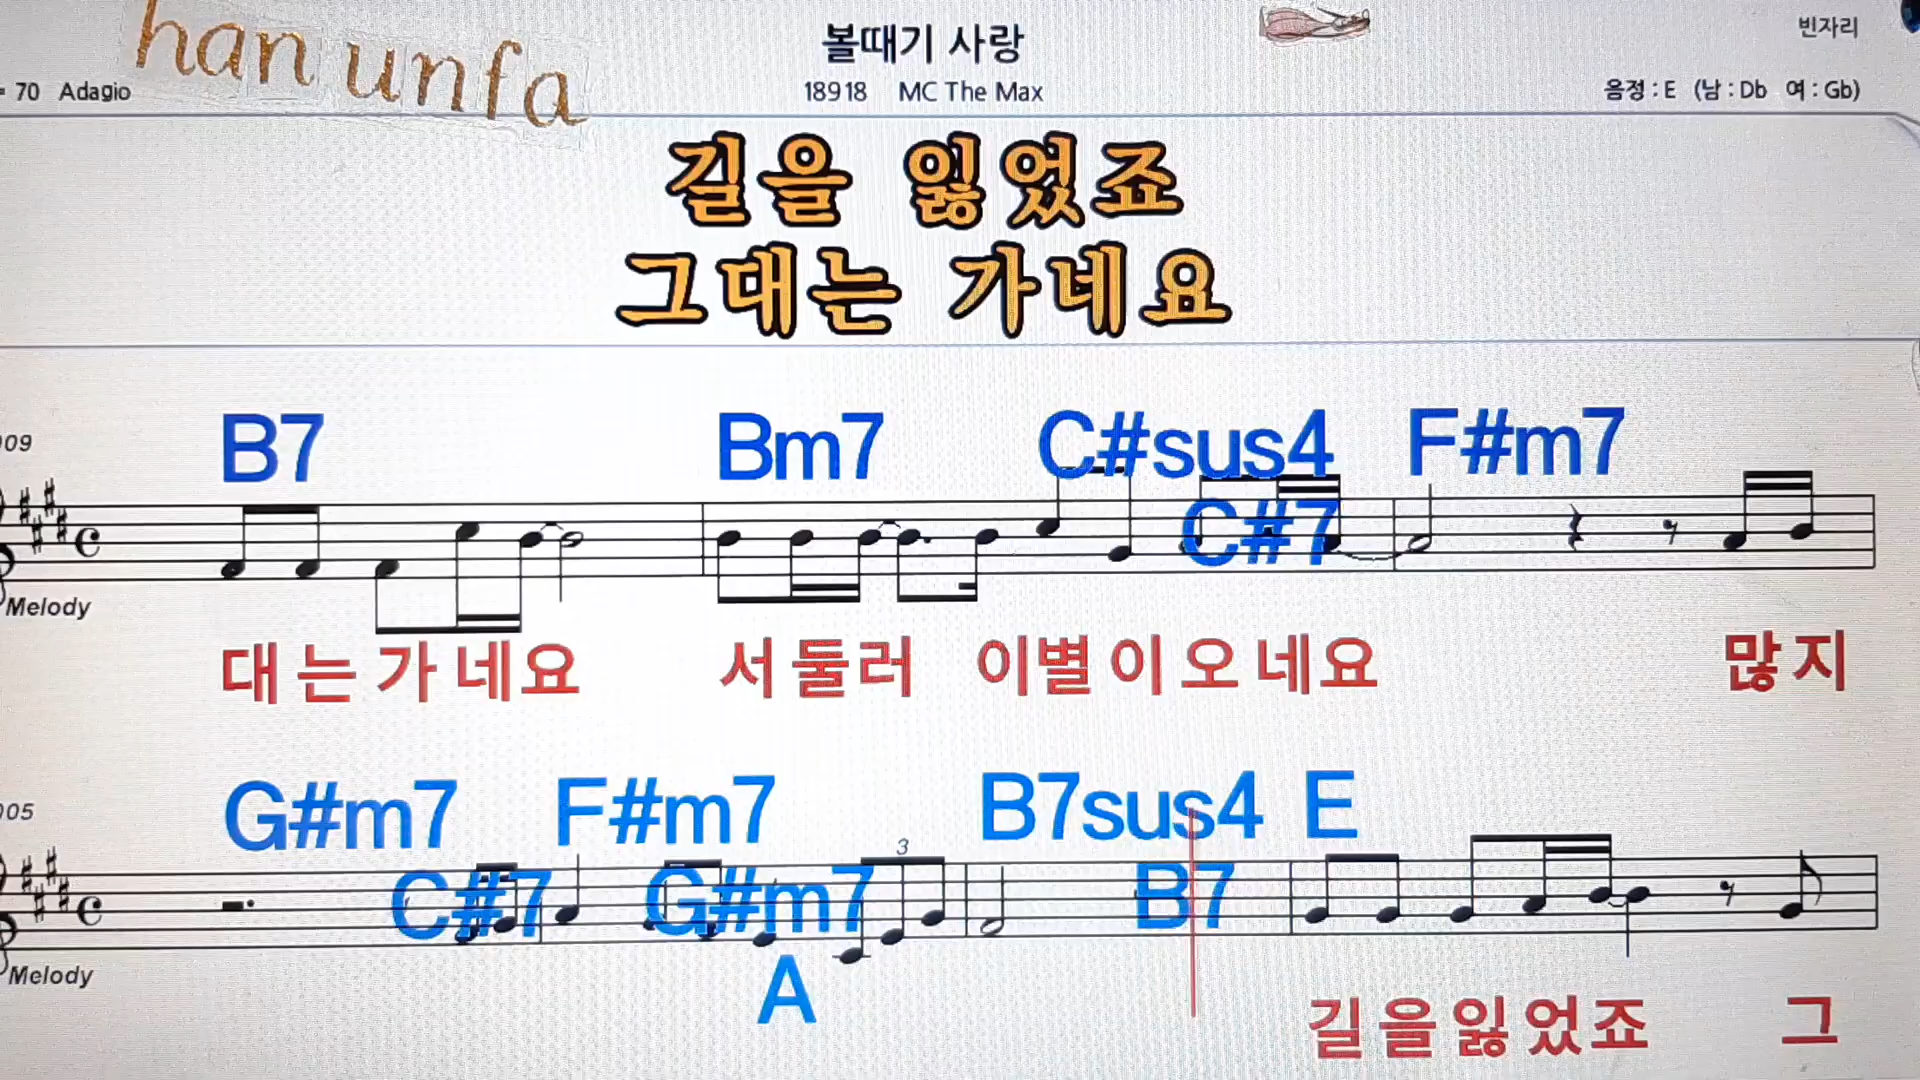 han unfa
볼때기 사랑
빈자리
= 70 Adagio
18918 MC The Max
음정 : E (남 : Db 여 : Gb)
길을 잃었죠
그대는 가네요
009
B7 Bm7 C#sus4 F#m7
C#7
Melody
대는가네요 서둘러 이별이오네요 많지
005
G#m7 F#m7 B7sus4 E
3
C#7 G#m7 B7
A
Melody
길을잃었죠 그